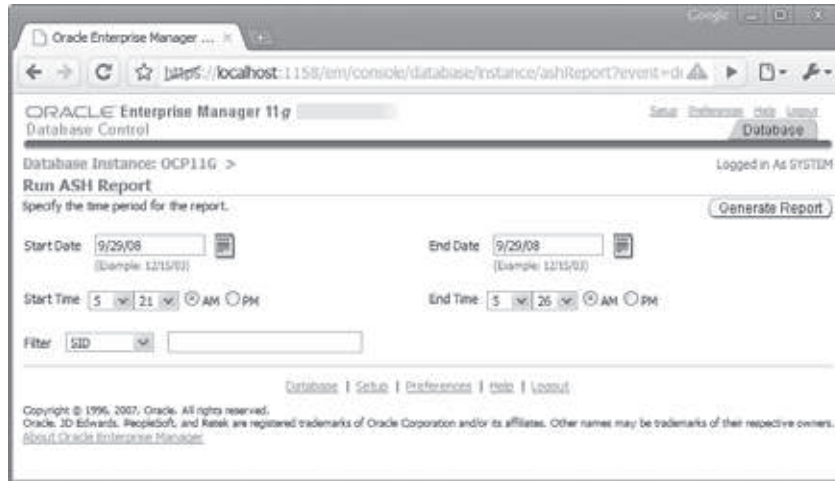 Google
Oracle Enterprise Manager ...
https://localhost:1158/em/console/database/instance/ashReport?event=d
ORACLE Enterprise Manager 11g
Database Control
Setup Preferences Help Logout
Database
Database Instance: OCP11G >
Logged in As SYSTEM
Run ASH Report
Specify the time period for the report.
Generate Report
Start Date 9/29/08
(Example: 12/15/03)
End Date 9/29/08
(Example: 12/15/03)
Start Time 5 21 AM PM
End Time 5 26 AM PM
Filter SID
Database | Setup | Preferences | Help | Logout
Copyright © 1996, 2007, Oracle. All rights reserved.
Oracle, JD Edwards, PeopleSoft, and Retek are registered trademarks of Oracle Corporation and/or its affiliates. Other names may be trademarks of their respective owners.
About Oracle Enterprise Manager